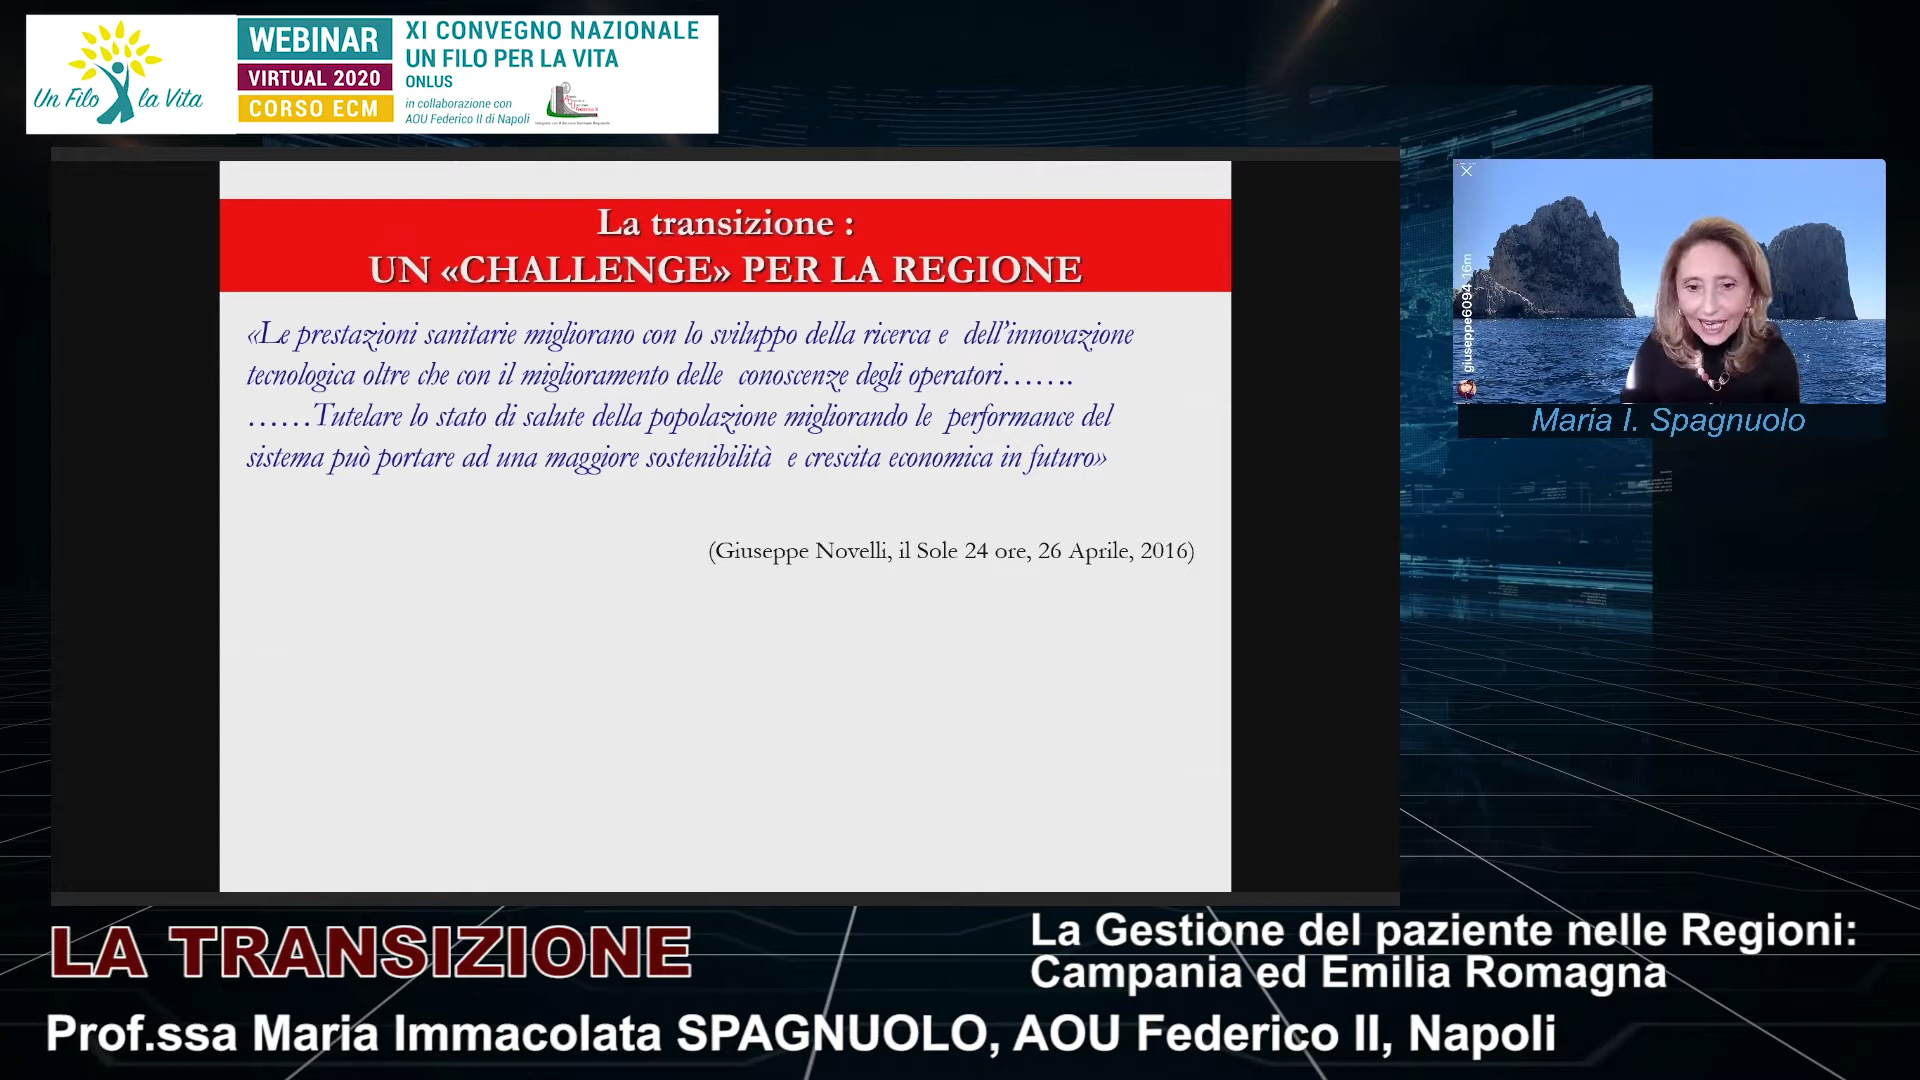 Un Filo la Vita
WEBINAR
VIRTUAL 2020
CORSO ECM
XI CONVEGNO NAZIONALE
UN FILO PER LA VITA
ONLUS
in collaborazione con
AOU Federico II di Napoli
La transizione :
UN «CHALLENGE» PER LA REGIONE
«Le prestazioni sanitarie migliorano con lo sviluppo della ricerca e dell’innovazione
tecnologica oltre che con il miglioramento delle conoscenze degli operatori…….
……Tutelare lo stato di salute della popolazione migliorando le performance del
sistema può portare ad una maggiore sostenibilità e crescita economica in futuro»
(Giuseppe Novelli, il Sole 24 ore, 26 Aprile, 2016)
giuseppe6094 16m
Maria I. Spagnuolo
LA TRANSIZIONE
La Gestione del paziente nelle Regioni:
Campania ed Emilia Romagna
Prof.ssa Maria Immacolata SPAGNUOLO, AOU Federico II, Napoli